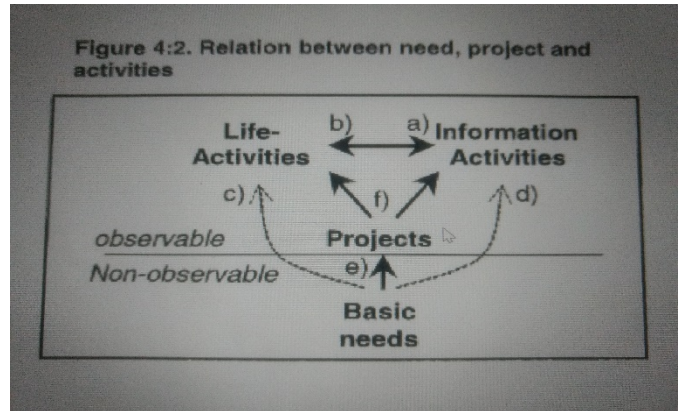 Figure 4:2. Relation between need, project and
activities
b)
a)
Life-
Activities
Information
Activities
c)
f)
d)
observable
Projects
Non-observable
e)
Basic
needs